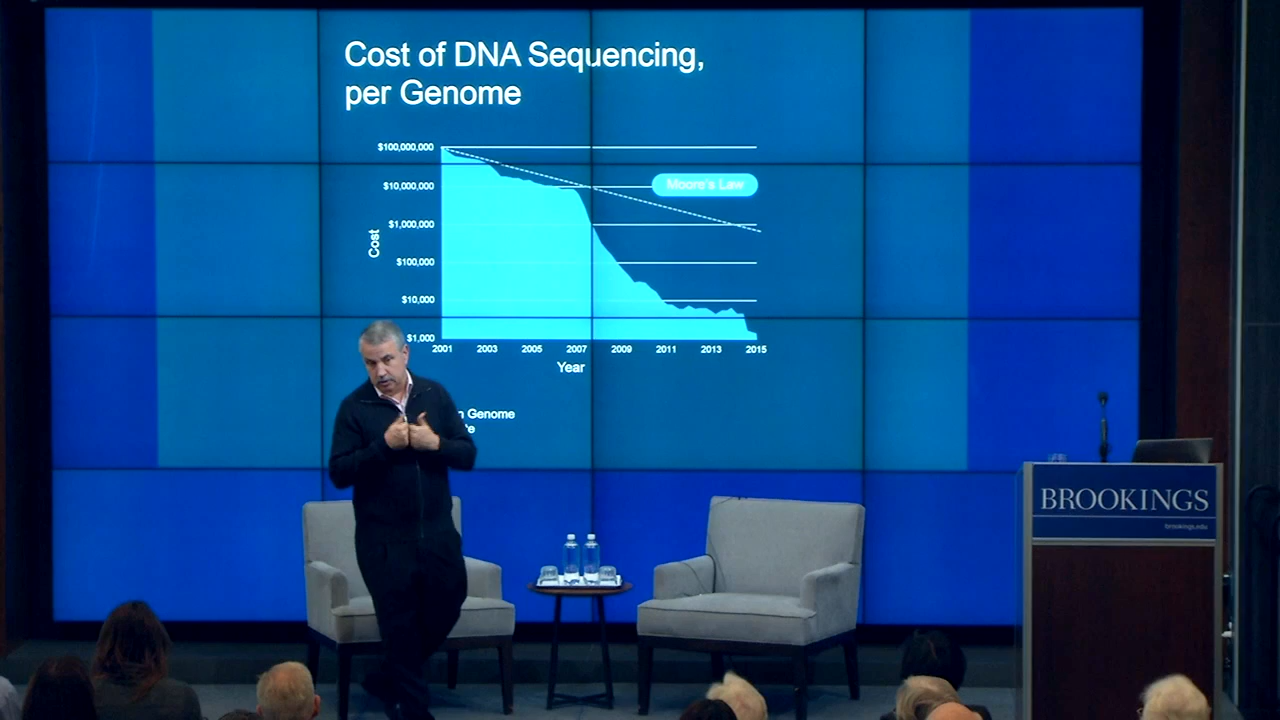 Cost of DNA Sequencing,
per Genome
$100,000,000
$10,000,000
$1,000,000
$100,000
$10,000
$1,000
Cost
Moore's Law
2001 2003 2005 2007 2009 2011 2013 2015
Year
Genome
BROOKINGS
brookings.edu